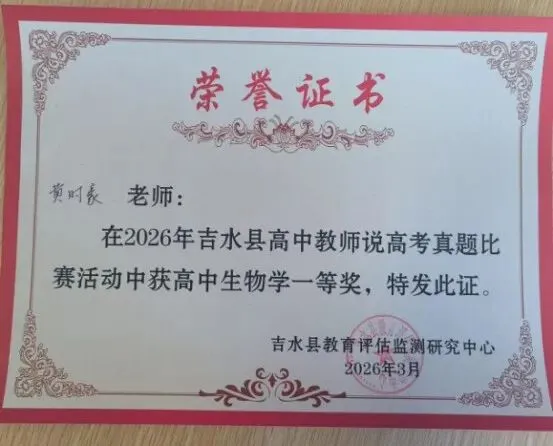 荣誉证书
黄时豪 老师:
在2026年吉水县高中教师说高考真题比
赛活动中获高中生物学一等奖，特发此证。
吉水县教育评估监测研究中心
2026年3月